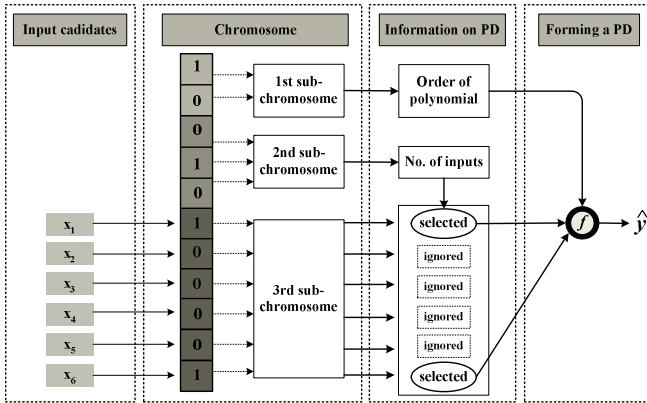 Input cadidates
Chromosome
Information on PD
Forming a PD
1
0
0
1
0
1
0
0
0
0
1
1st sub-
chromosome
2nd sub-
chromosome
3rd sub-
chromosome
Order of
polynomial
No. of inputs
selected
ignored
ignored
ignored
ignored
selected
x₁
x₂
x₃
x₄
x₅
x₆
f
ŷ